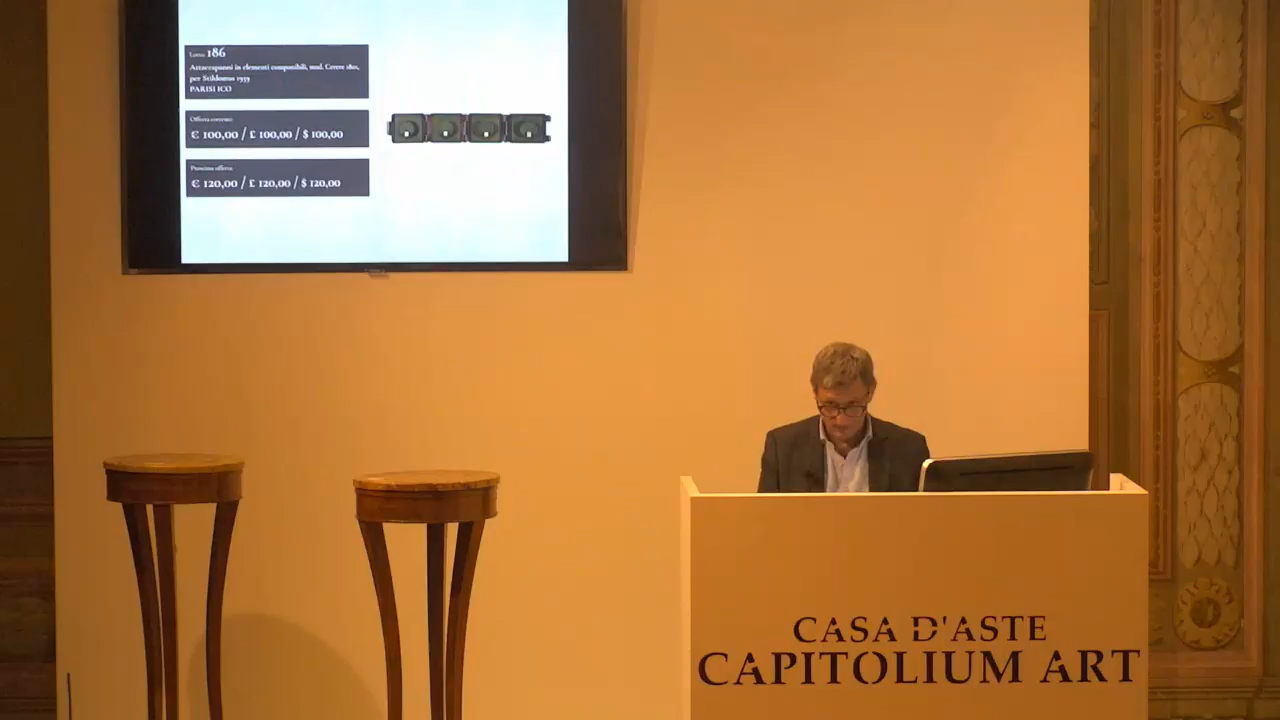 Lotto: 186
Attaccapanni in elementi componibili, mod. Cerere 180,
per Stildomus 1959
PARISI ICO
Offerta corrente:
€ 100,00 / £ 100,00 / $ 100,00
Prossima offerta:
€ 120,00 / £ 120,00 / $ 120,00
CASA D'ASTE
CAPITOLIUM ART